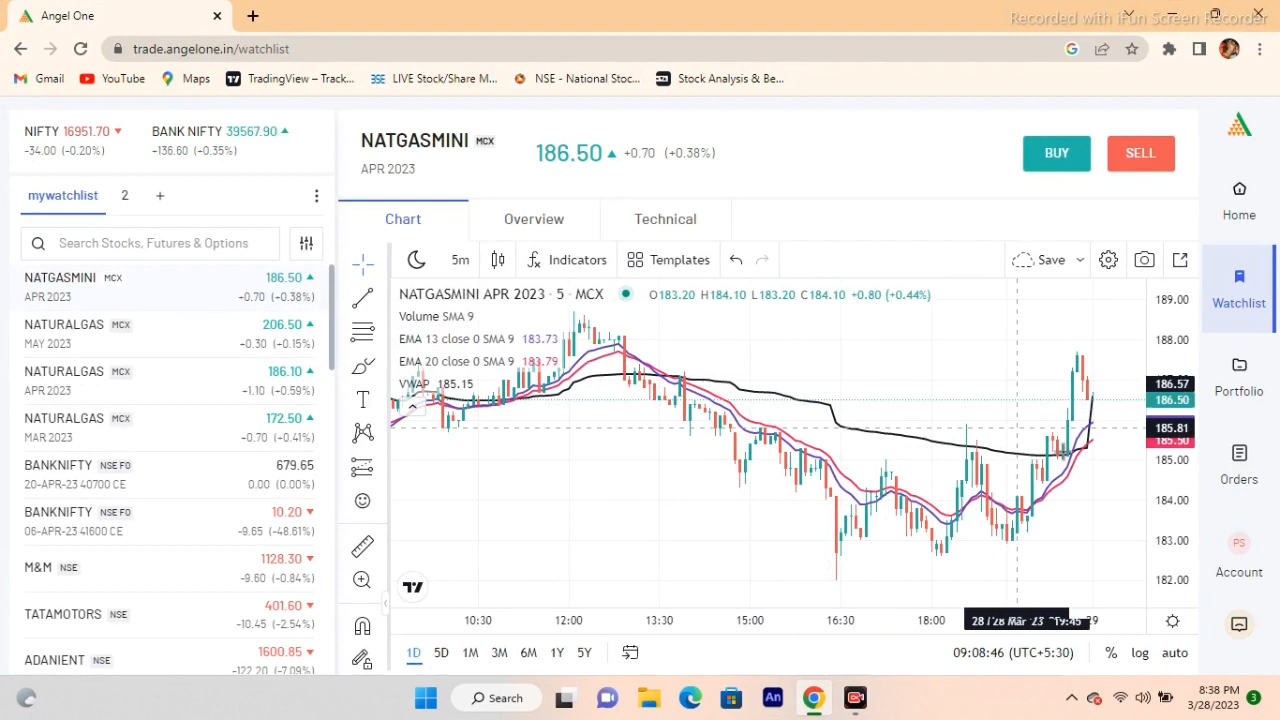 Angel One
Recorded with iFun Screen Recorder
trade.angelone.in/watchlist
Gmail
YouTube
Maps
TradingView – Track...
LIVE Stock/Share M...
NSE - National Stoc...
Stock Analysis & Be...
NIFTY 16951.70
-34.00 (-0.20%)
BANK NIFTY 39567.90
+136.60 (+0.35%)
mywatchlist 2 +
Search Stocks, Futures & Options
NATGASMINI MCX 186.50
APR 2023 +0.70 (+0.38%)
NATURALGAS MCX 206.50
MAY 2023 -0.30 (-0.15%)
NATURALGAS MCX 186.10
APR 2023 -1.10 (+0.59%)
NATURALGAS MCX 172.50
MAR 2023 -0.70 (+0.41%)
BANKNIFTY NSE FO 679.65
20-APR-23 40700 CE 0.00 (0.00%)
BANKNIFTY NSE FO 10.20
06-APR-23 41600 CE -9.65 (-48.61%)
M&M NSE 1128.30
-9.60 (-0.84%)
TATAMOTORS NSE 401.60
-10.45 (-2.54%)
ADANIENT NSE 1600.85
-122.20 (-7.09%)
NATGASMINI MCX
APR 2023
186.50 +0.70 (+0.38%)
BUY
SELL
Chart
Overview
Technical
5m
Indicators
Templates
Save
NATGASMINI APR 2023 · 5 · MCX O183.20 H184.10 L183.20 C184.10 +0.80 (+0.44%)
Volume SMA 9
EMA 13 close 0 SMA 9 183.73
EMA 20 close 0 SMA 9 183.79
VWAP 185.15
189.00
188.00
186.57
186.50
185.81
185.50
185.00
184.00
183.00
182.00
10:30 12:00 13:30 15:00 16:30 18:00
1D 5D 1M 3M 6M 1Y 5Y
09:08:46 (UTC+5:30) % log auto
Home
Watchlist
Portfolio
Orders
PS
Account
Search
An
8:38 PM
3/28/2023
3